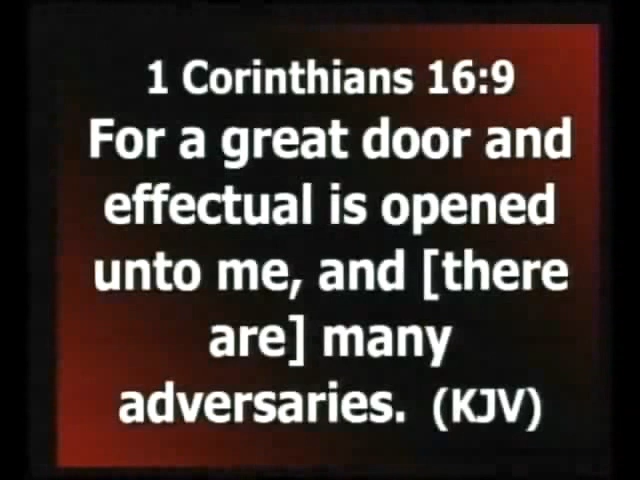 1 Corinthians 16:9
For a great door and
effectual is opened
unto me, and [there
are] many
adversaries. (KJV)